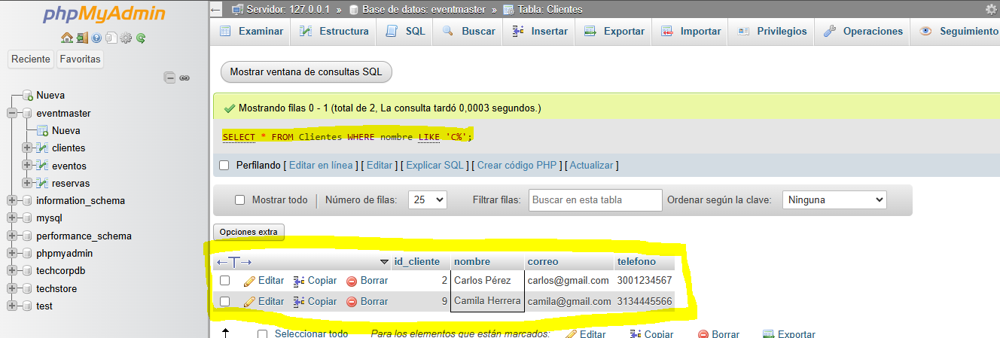 phpMyAdmin
Reciente Favoritas
Nueva
eventmaster
Nueva
clientes
eventos
reservas
information_schema
mysql
performance_schema
phpmyadmin
techcorpdb
techstore
test
Servidor: 127.0.0.1 » Base de datos: eventmaster » Tabla: Clientes
Examinar Estructura SQL Buscar Insertar Exportar Importar Privilegios Operaciones Seguimiento
Mostrar ventana de consultas SQL
Mostrando filas 0 - 1 (total de 2, La consulta tardó 0,0003 segundos.)
SELECT * FROM Clientes WHERE nombre LIKE 'C%';
Perfilando [ Editar en línea ] [ Editar ] [ Explicar SQL ] [ Crear código PHP ] [ Actualizar ]
Mostrar todo | Número de filas: 25 Filtrar filas: Buscar en esta tabla Ordenar según la clave: Ninguna
Opciones extra
←T→ id_cliente nombre correo telefono
Editar Copiar Borrar 2 Carlos Pérez carlos@gmail.com 3001234567
Editar Copiar Borrar 9 Camila Herrera camila@gmail.com 3134445566
Seleccionar todo Para los elementos que están marcados: Editar Copiar Borrar Exportar